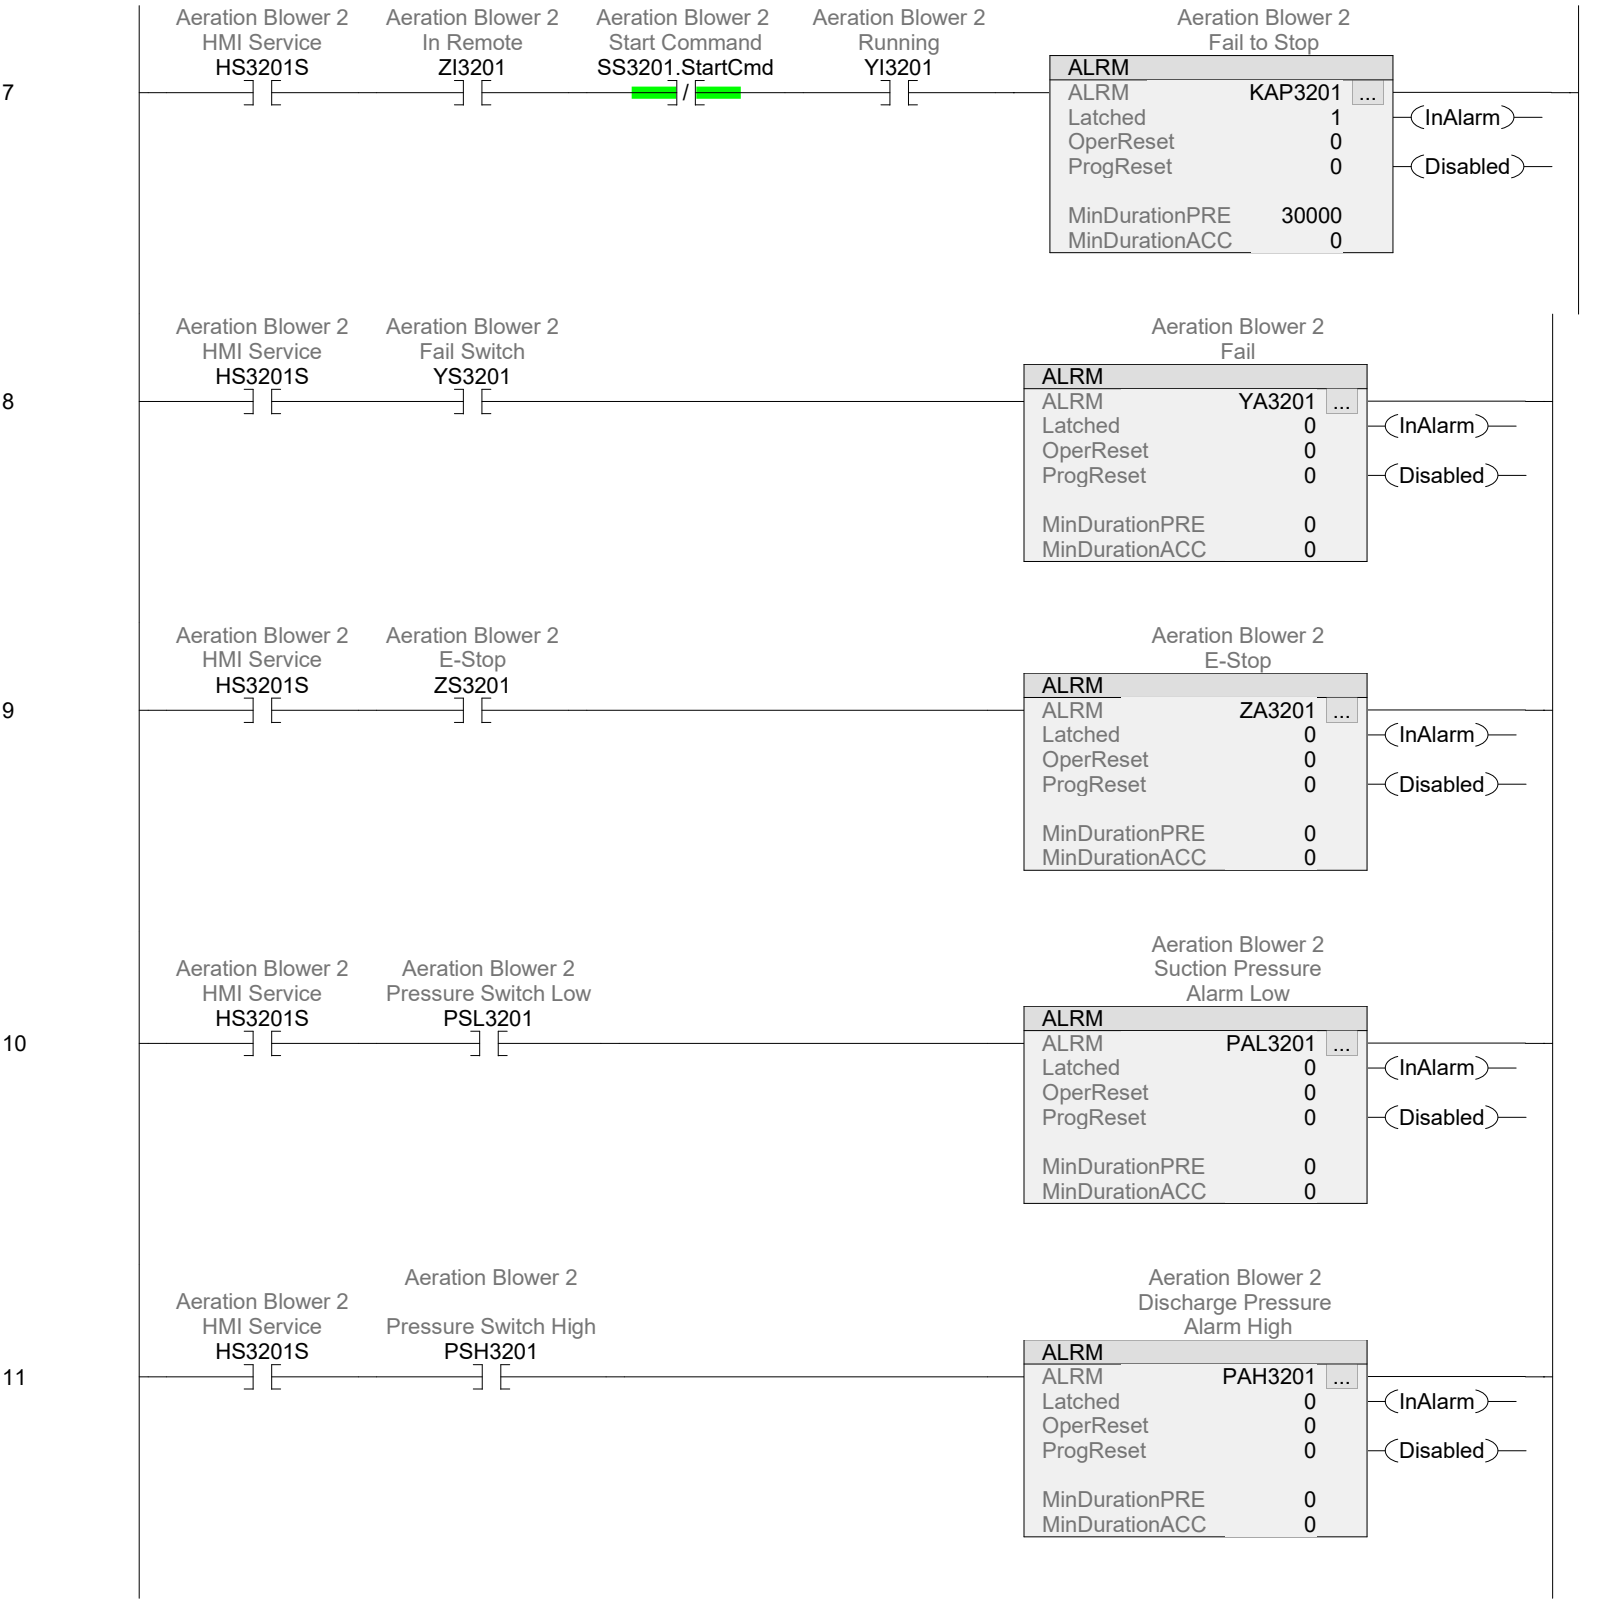 Aeration Blower 2 Aeration Blower 2 Aeration Blower 2 Aeration Blower 2 Aeration Blower 2
HMI Service In Remote Start Command Running Fail to Stop
HS3201S ZI3201 SS3201.StartCmd YI3201 ALRM
7 / ALRM KAP3201 ...
Latched 1 InAlarm
OperReset 0
ProgReset 0 Disabled
MinDurationPRE 30000
MinDurationACC 0
Aeration Blower 2 Aeration Blower 2 Aeration Blower 2
HMI Service Fail Switch Fail
HS3201S YS3201 ALRM
8 ALRM YA3201 ...
Latched 0 InAlarm
OperReset 0
ProgReset 0 Disabled
MinDurationPRE 0
MinDurationACC 0
Aeration Blower 2 Aeration Blower 2 Aeration Blower 2
HMI Service E-Stop E-Stop
HS3201S ZS3201 ALRM
9 ALRM ZA3201 ...
Latched 0 InAlarm
OperReset 0
ProgReset 0 Disabled
MinDurationPRE 0
MinDurationACC 0
Aeration Blower 2
Aeration Blower 2 Aeration Blower 2 Suction Pressure
HMI Service Pressure Switch Low Alarm Low
HS3201S PSL3201 ALRM
10 ALRM PAL3201 ...
Latched 0 InAlarm
OperReset 0
ProgReset 0 Disabled
MinDurationPRE 0
MinDurationACC 0
Aeration Blower 2 Aeration Blower 2
Aeration Blower 2 Discharge Pressure
HMI Service Pressure Switch High Alarm High
HS3201S PSH3201 ALRM
11 ALRM PAH3201 ...
Latched 0 InAlarm
OperReset 0
ProgReset 0 Disabled
MinDurationPRE 0
MinDurationACC 0